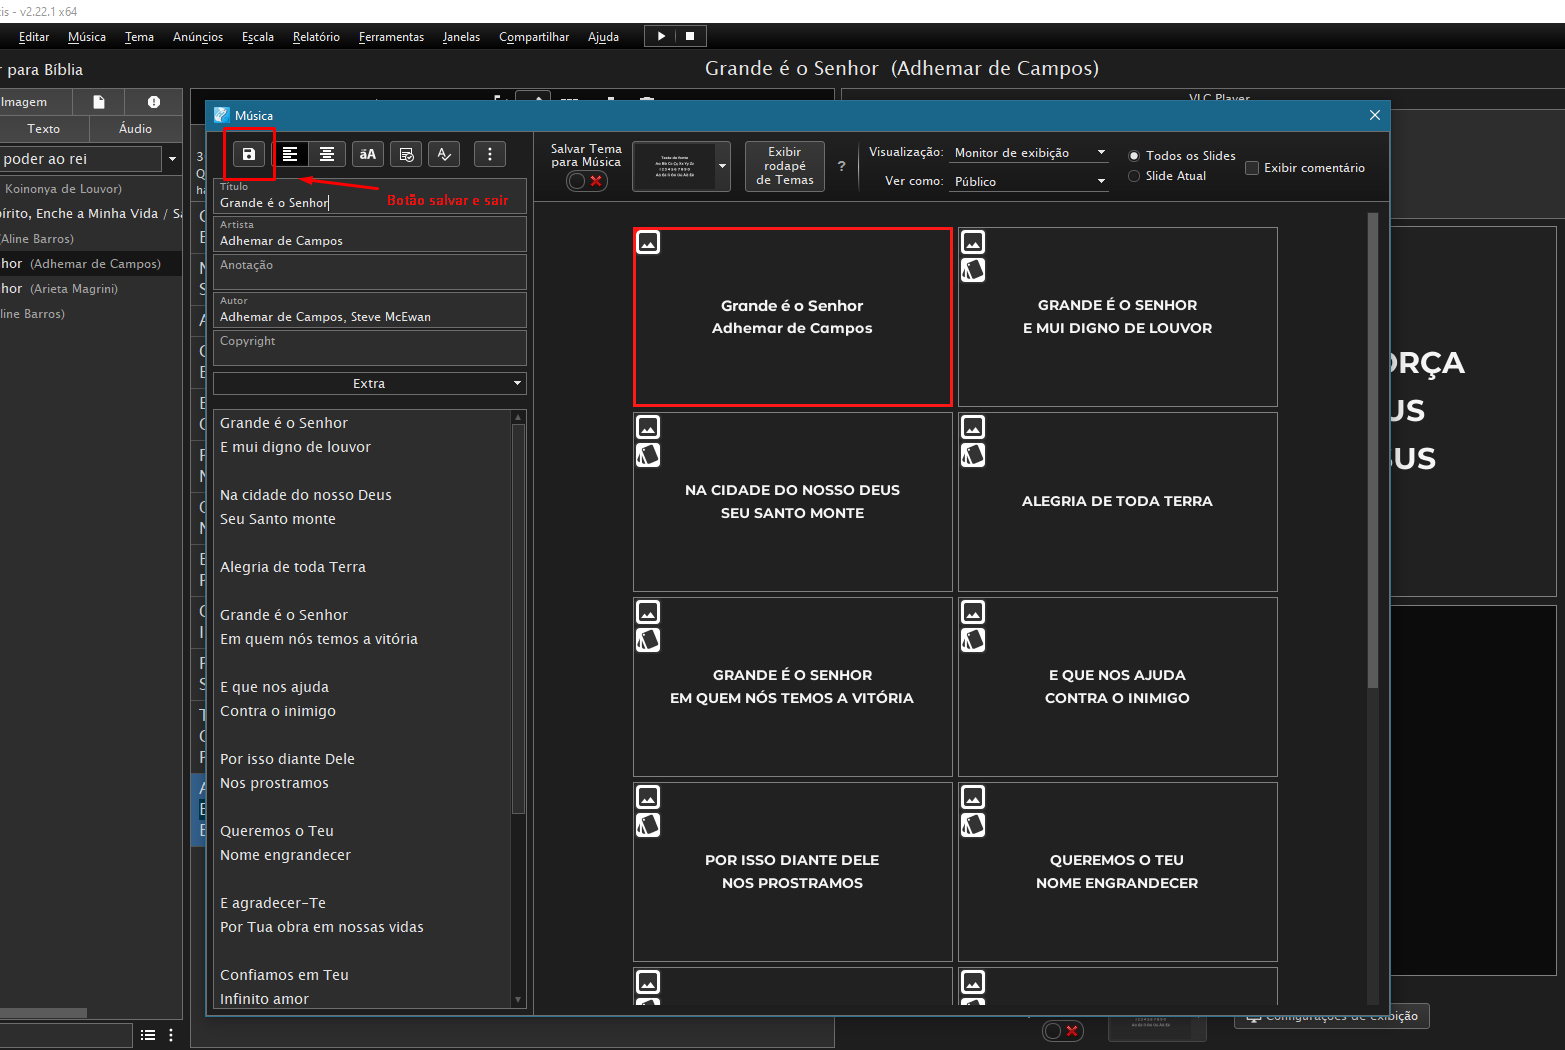 is - v2.22.1 x64
Editar Música Tema Anúncios Escala Relatório Ferramentas Janelas Compartilhar Ajuda
para Bíblia
Grande é o Senhor (Adhemar de Campos)
Imagem
Texto Áudio
poder ao rei
Koinonya de Louvor)
Enche a Minha Vida /
(Aline Barros)
(Adhemar de Campos)
(Arieta Magrini)
Barros)
VLC Player
Música
äA
Botão salvar e sair
Título
Grande é o Senhor
Artista
Adhemar de Campos
Anotação
Autor
Adhemar de Campos, Steve McEwan
Copyright
Extra
Grande é o Senhor
E mui digno de louvor
Na cidade do nosso Deus
Seu Santo monte
Alegria de toda Terra
Grande é o Senhor
Em quem nós temos a vitória
E que nos ajuda
Contra o inimigo
Por isso diante Dele
Nos prostramos
Queremos o Teu
Nome engrandecer
E agradecer-Te
Por Tua obra em nossas vidas
Confiamos em Teu
Infinito amor
Salvar Tema
para Música
Exibir
rodapé
de Temas
?
Visualização: Monitor de exibição
Ver como: Público
Todos os Slides
Slide Atual
Exibir comentário
Grande é o Senhor
Adhemar de Campos
GRANDE É O SENHOR
E MUI DIGNO DE LOUVOR
NA CIDADE DO NOSSO DEUS
SEU SANTO MONTE
ALEGRIA DE TODA TERRA
GRANDE É O SENHOR
EM QUEM NÓS TEMOS A VITÓRIA
E QUE NOS AJUDA
CONTRA O INIMIGO
POR ISSO DIANTE DELE
NOS PROSTRAMOS
QUEREMOS O TEU
NOME ENGRANDECER
Configurações de exibição